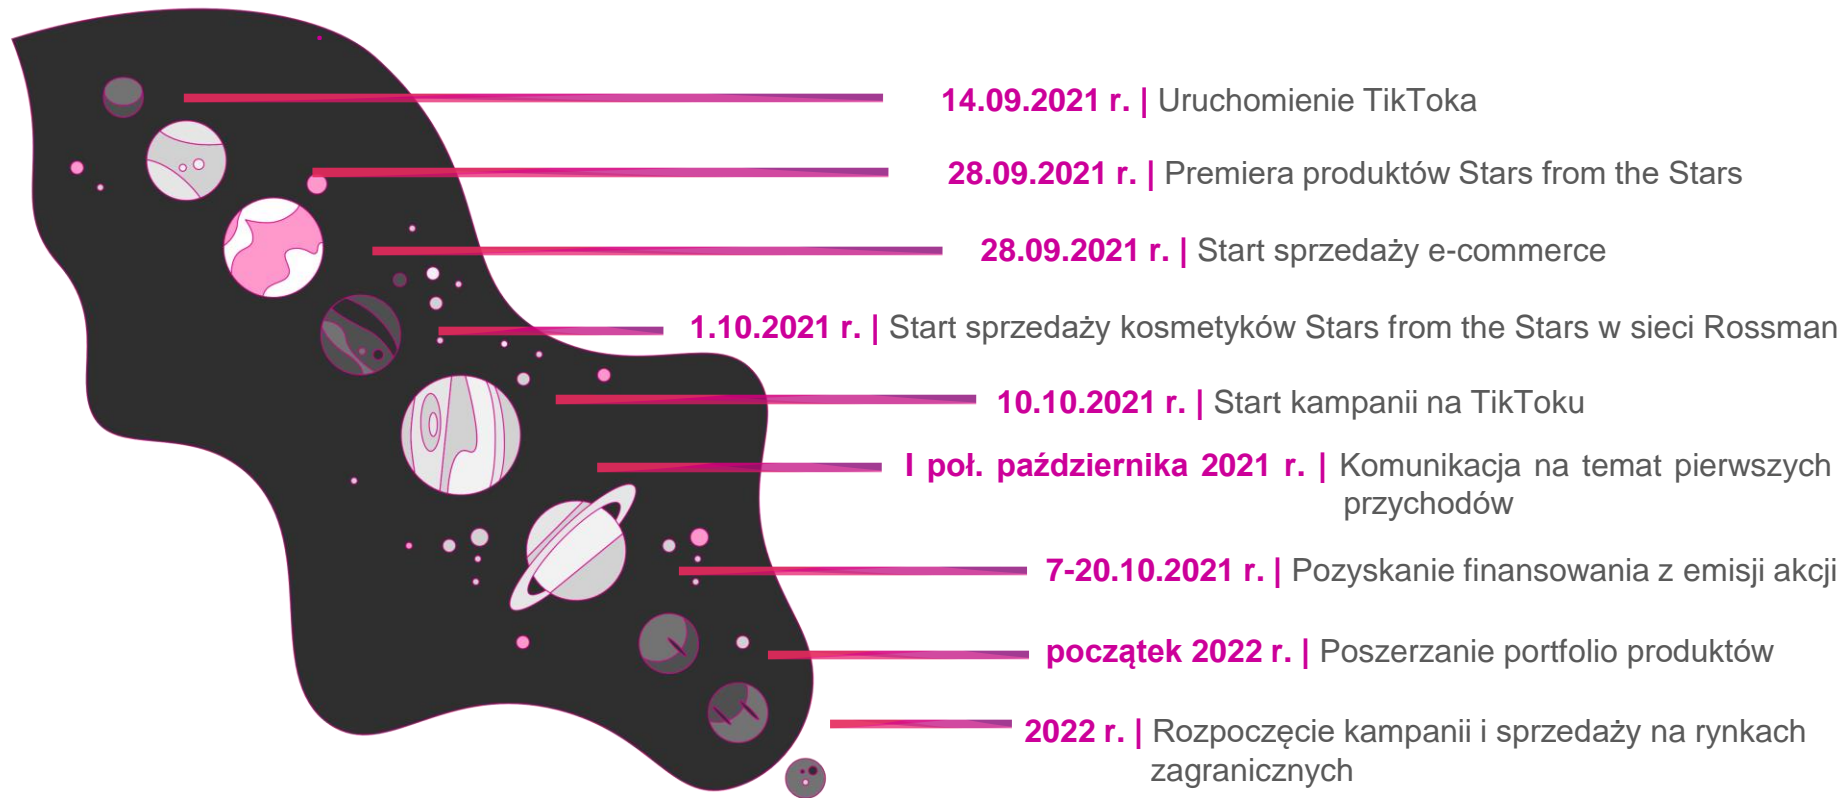 14.09.2021 r. | Uruchomienie TikToka
28.09.2021 r. | Premiera produktów Stars from the Stars
28.09.2021 r. | Start sprzedaży e-commerce
1.10.2021 r. | Start sprzedaży kosmetyków Stars from the Stars w sieci Rossman
10.10.2021 r. | Start kampanii na TikToku
I poł. października 2021 r. | Komunikacja na temat pierwszych
przychodów
7-20.10.2021 r. | Pozyskanie finansowania z emisji akcji
początek 2022 r. | Poszerzanie portfolio produktów
2022 r. | Rozpoczęcie kampanii i sprzedaży na rynkach
zagranicznych